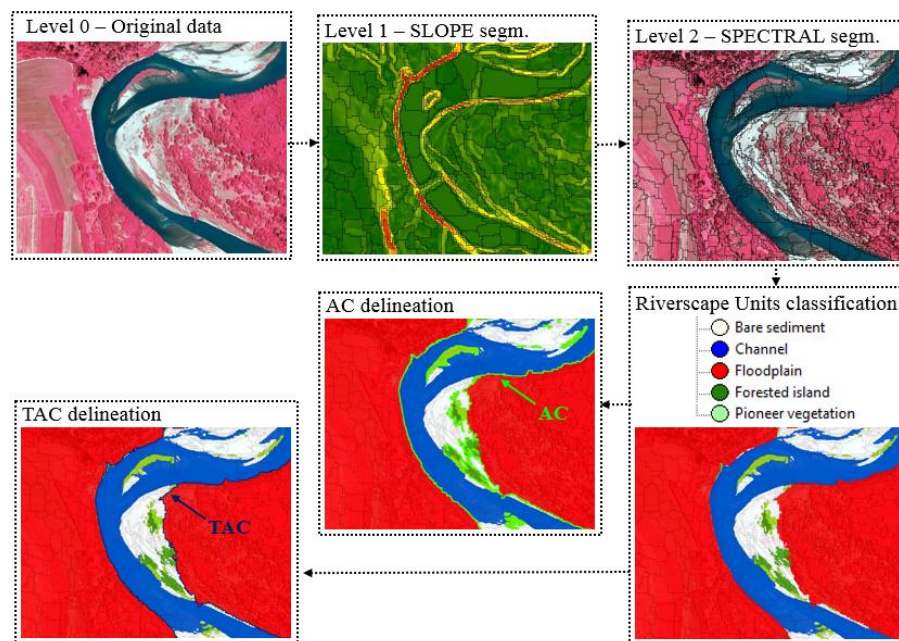 Level 0 – Original data
Level 1 – SLOPE segm.
Level 2 – SPECTRAL segm.
AC delineation
Riverscape Units classification
Bare sediment
Channel
Floodplain
Forested island
Pioneer vegetation
AC
TAC delineation
TAC